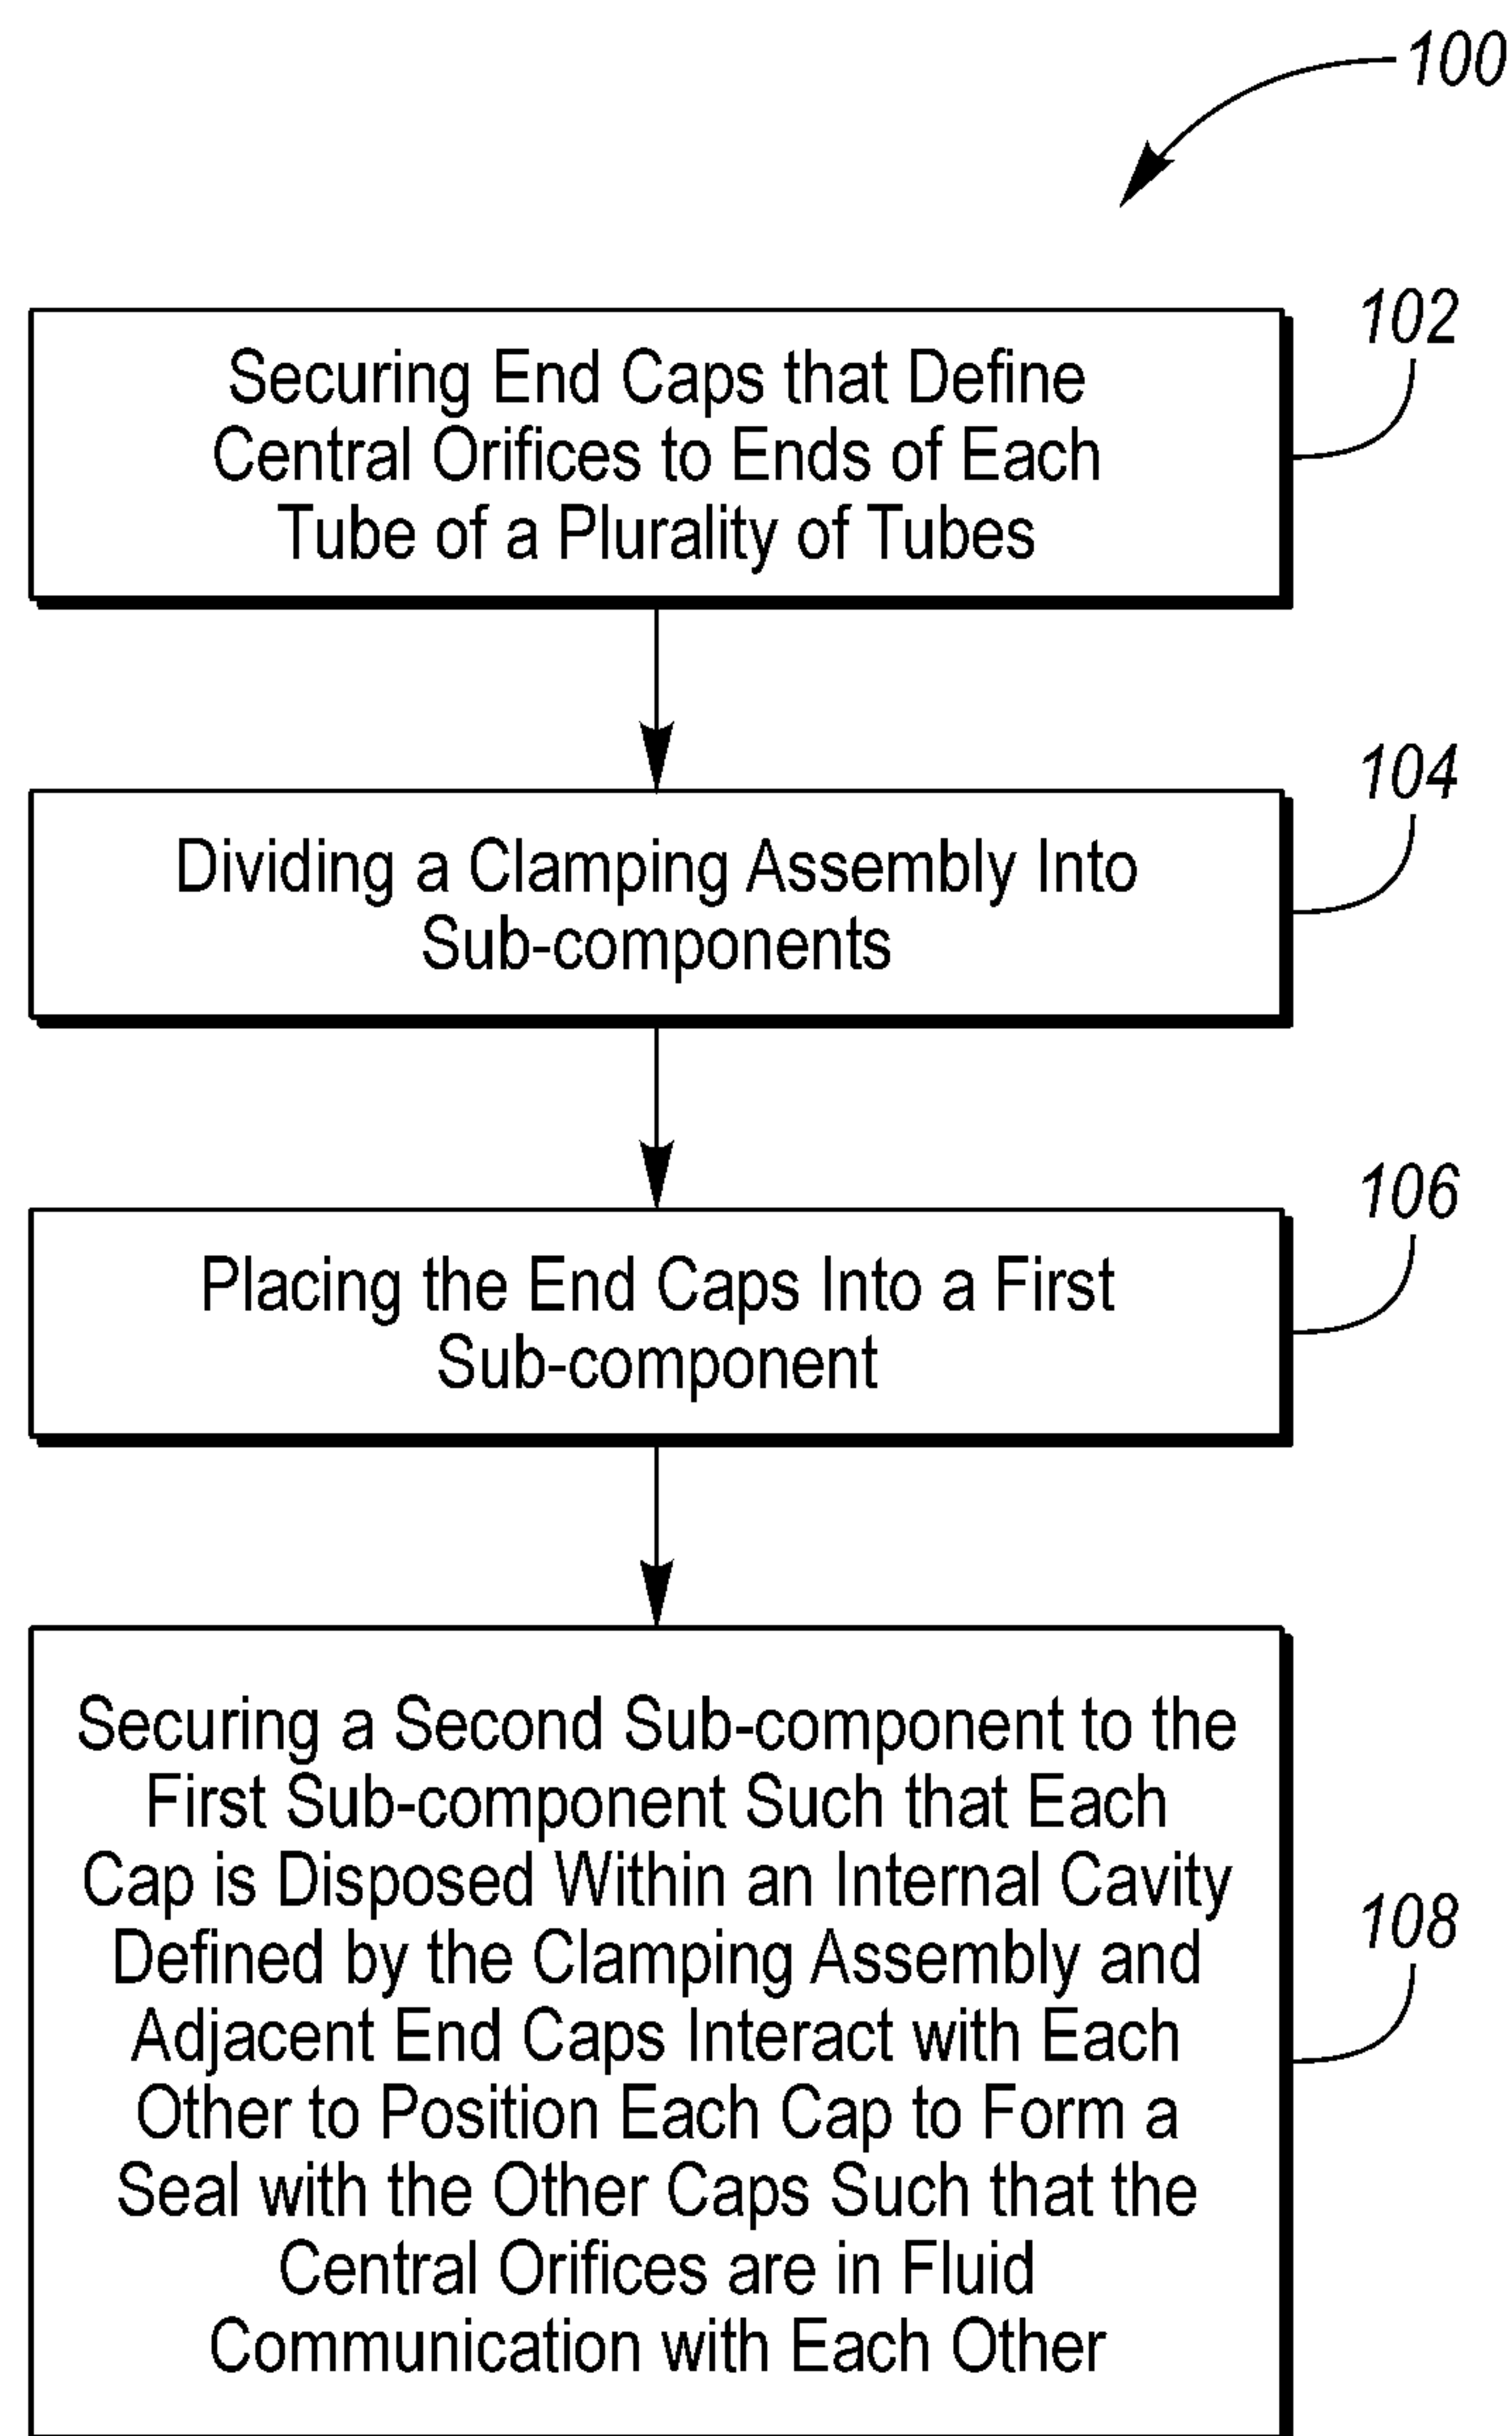 100
102
Securing End Caps that Define
Central Orifices to Ends of Each
Tube of a Plurality of Tubes
104
Dividing a Clamping Assembly Into
Sub-components
106
Placing the End Caps Into a First
Sub-component
108
Securing a Second Sub-component to the
First Sub-component Such that Each
Cap is Disposed Within an Internal Cavity
Defined by the Clamping Assembly and
Adjacent End Caps Interact with Each
Other to Position Each Cap to Form a
Seal with the Other Caps Such that the
Central Orifices are in Fluid
Communication with Each Other